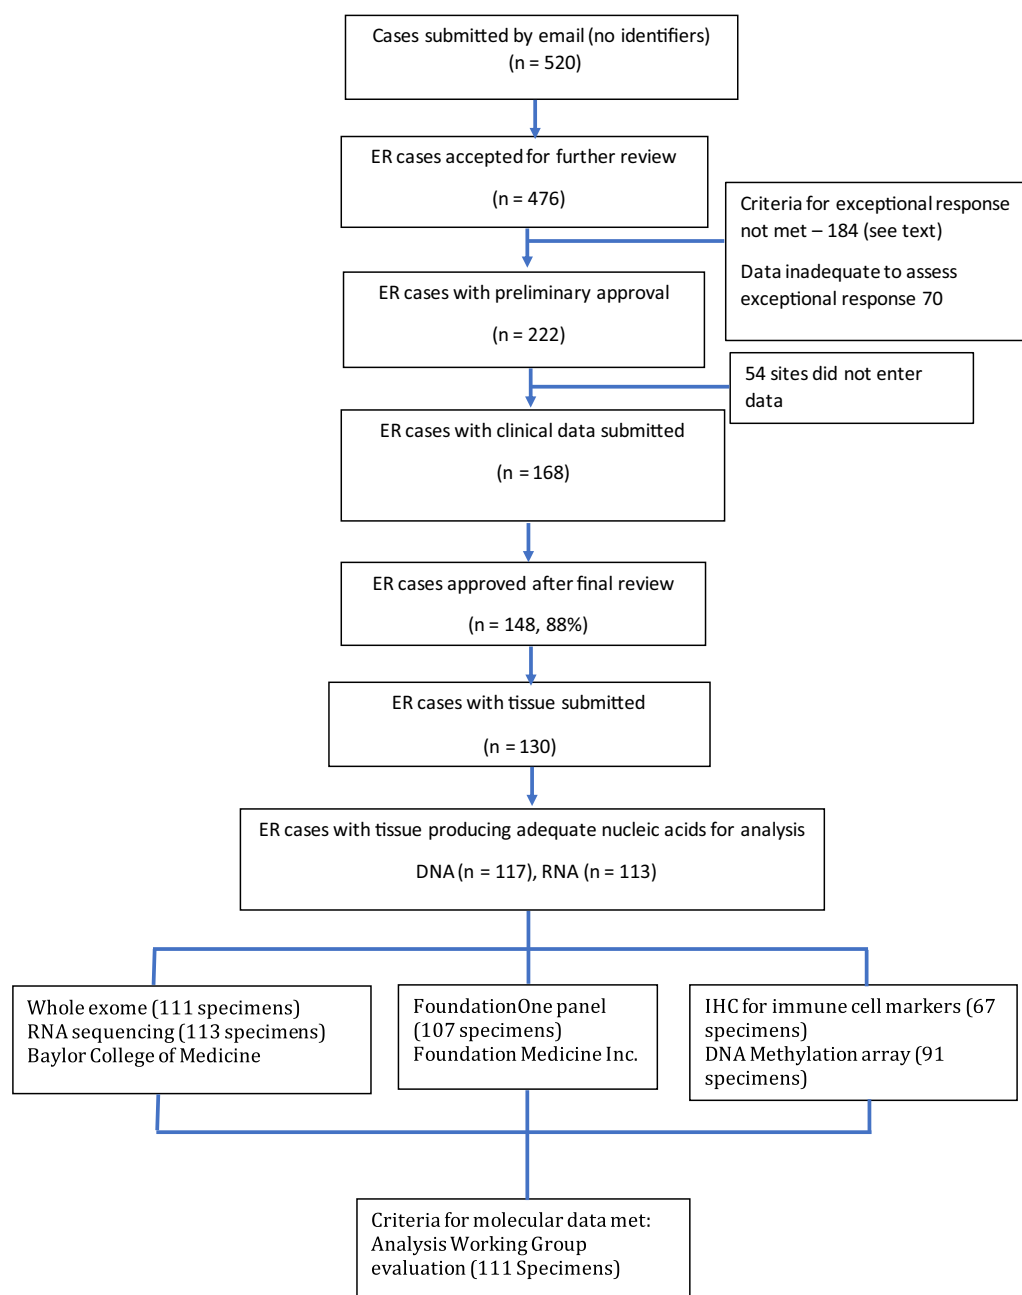 Cases submitted by email (no identifiers)
(n = 520)
ER cases accepted for further review
(n = 476)
Criteria for exceptional response
not met – 184 (see text)
Data inadequate to assess
exceptional response 70
ER cases with preliminary approval
(n = 222)
54 sites did not enter
data
ER cases with clinical data submitted
(n = 168)
ER cases approved after final review
(n = 148, 88%)
ER cases with tissue submitted
(n = 130)
ER cases with tissue producing adequate nucleic acids for analysis
DNA (n = 117), RNA (n = 113)
Whole exome (111 specimens)
RNA sequencing (113 specimens)
Baylor College of Medicine
FoundationOne panel
(107 specimens)
Foundation Medicine Inc.
IHC for immune cell markers (67
specimens)
DNA Methylation array (91
specimens)
Criteria for molecular data met:
Analysis Working Group
evaluation (111 Specimens)